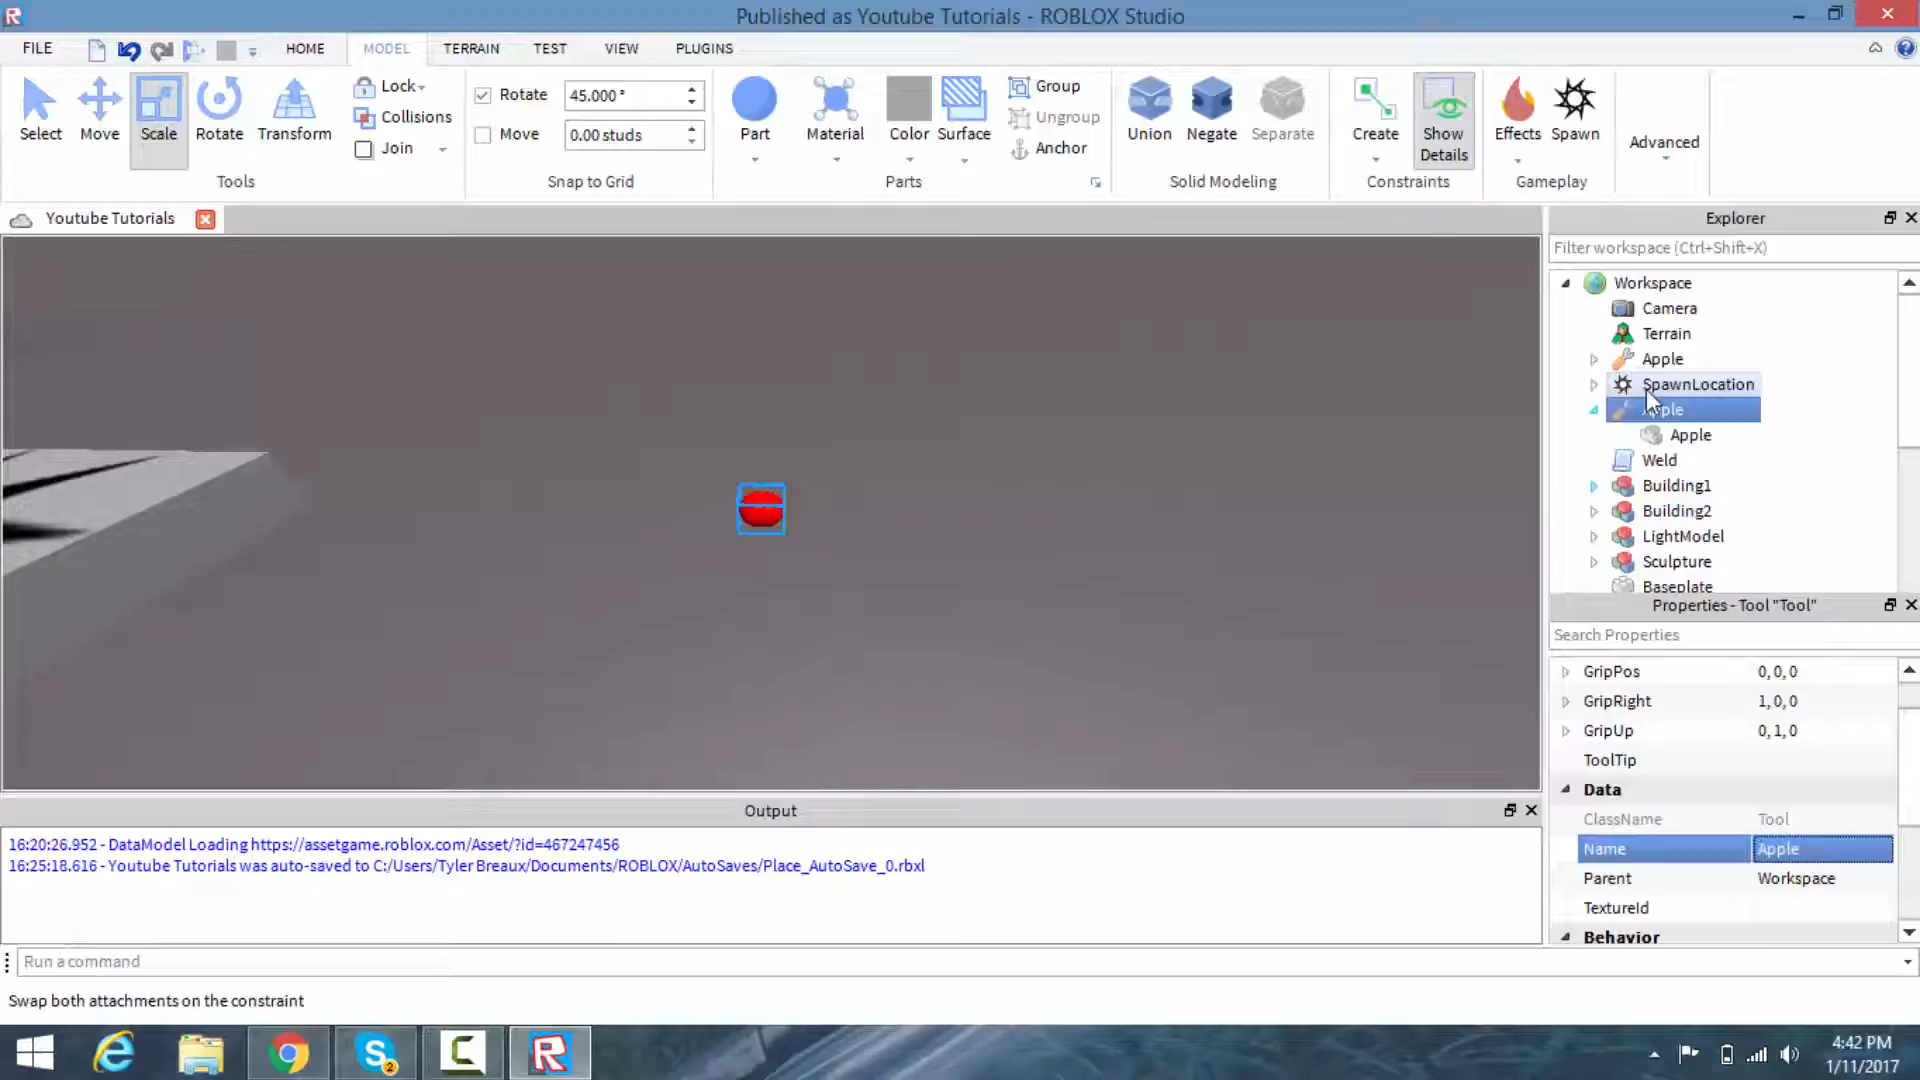 Published as Youtube Tutorials - ROBLOX Studio
FILE HOME MODEL TERRAIN TEST VIEW PLUGINS
Select Move Scale Rotate Transform
Lock
Collisions
Join
Tools
Rotate 45.000 °
Move 0.00 studs
Snap to Grid
Part Material Color Surface
Group
Ungroup
Anchor
Parts
Union Negate Separate
Solid Modeling
Create Show Details
Constraints
Effects Spawn
Gameplay
Advanced
Youtube Tutorials
Explorer
Filter workspace (Ctrl+Shift+X)
Workspace
Camera
Terrain
Apple
SpawnLocation
Apple
Apple
Weld
Building1
Building2
LightModel
Sculpture
Baseplate
Properties - Tool "Tool"
Search Properties
GripPos 0, 0, 0
GripRight 1, 0, 0
GripUp 0, 1, 0
ToolTip
Data
ClassName Tool
Name Apple
Parent Workspace
TextureId
Behavior
Output
16:20:26.952 - DataModel Loading https://assetgame.roblox.com/Asset/?id=467247456
16:25:18.616 - Youtube Tutorials was auto-saved to C:/Users/Tyler Breaux/Documents/ROBLOX/AutoSaves/Place_AutoSave_0.rbxl
Run a command
Swap both attachments on the constraint
2
4:42 PM
1/11/2017